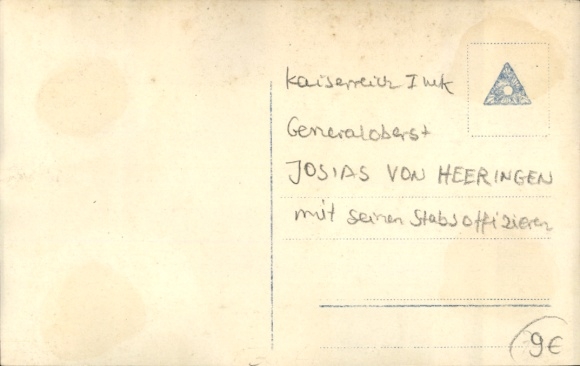 Kaiserreich I WK
Generaloberst
JOSIAS VON HEERINGEN
mit seinen Stabsoffizieren
9€